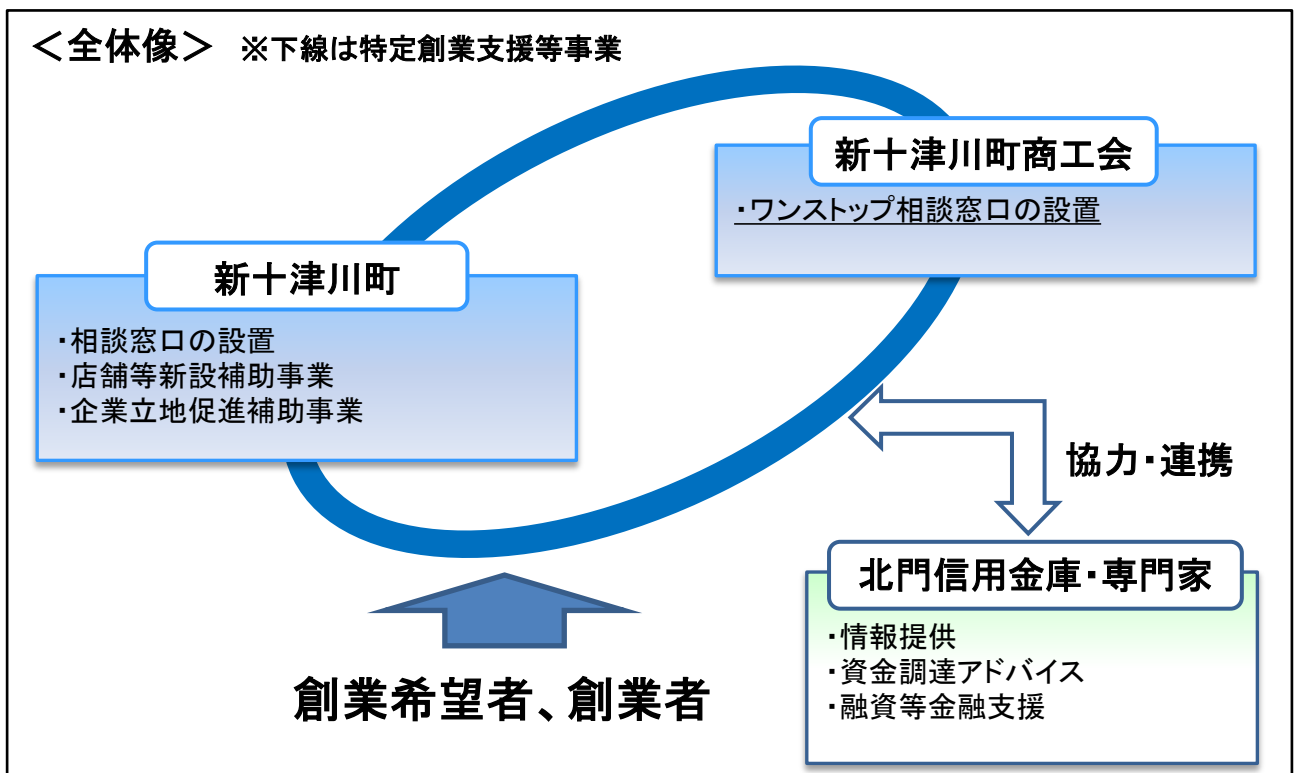 ＜全体像＞ ※下線は特定創業支援等事業
新十津川町商工会
・ワンストップ相談窓口の設置
新十津川町
・相談窓口の設置
・店舗等新設補助事業
・企業立地促進補助事業
協力・連携
北門信用金庫・専門家
・情報提供
・資金調達アドバイス
・融資等金融支援
創業希望者、創業者